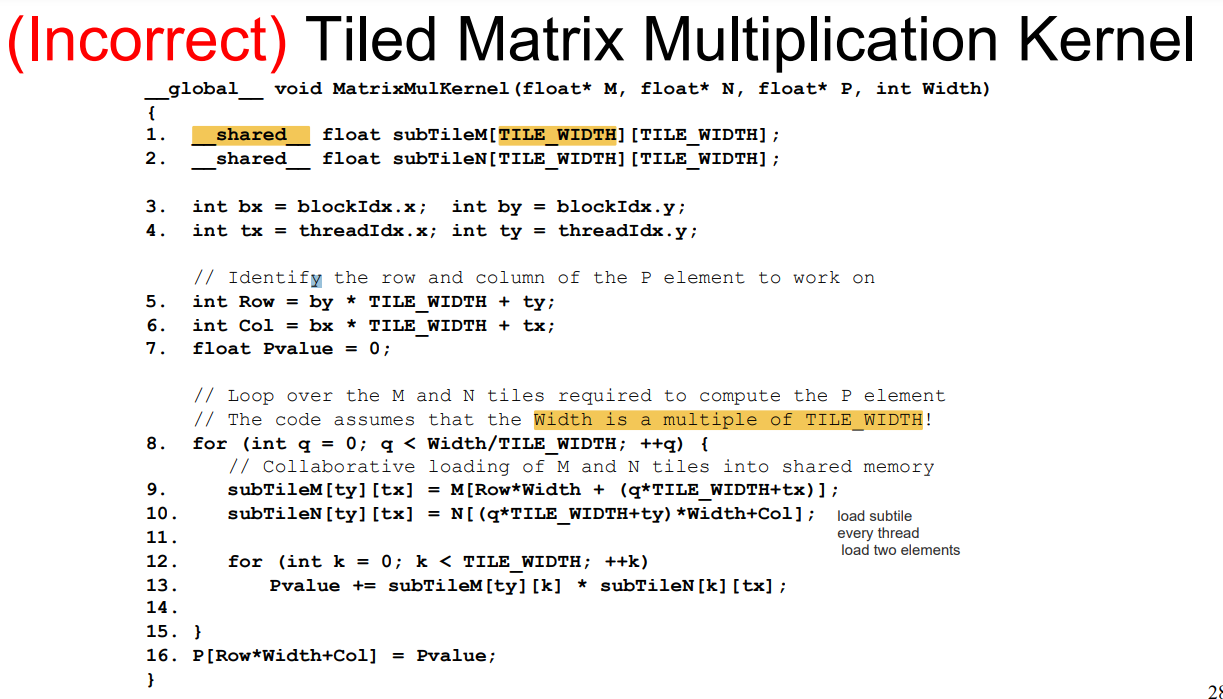 (Incorrect) Tiled Matrix Multiplication Kernel
__global__ void MatrixMulKernel(float* M, float* N, float* P, int Width)
{
1. __shared__ float subTileM[TILE_WIDTH][TILE_WIDTH];
2. __shared__ float subTileN[TILE_WIDTH][TILE_WIDTH];
3. int bx = blockIdx.x; int by = blockIdx.y;
4. int tx = threadIdx.x; int ty = threadIdx.y;
// Identify the row and column of the P element to work on
5. int Row = by * TILE_WIDTH + ty;
6. int Col = bx * TILE_WIDTH + tx;
7. float Pvalue = 0;
// Loop over the M and N tiles required to compute the P element
// The code assumes that the Width is a multiple of TILE_WIDTH!
8. for (int q = 0; q < Width/TILE_WIDTH; ++q) {
// Collaborative loading of M and N tiles into shared memory
9. subTileM[ty][tx] = M[Row*Width + (q*TILE_WIDTH+tx)];
10. subTileN[ty][tx] = N[(q*TILE_WIDTH+ty)*Width+Col];
load subtile
every thread
load two elements
11.
12. for (int k = 0; k < TILE_WIDTH; ++k)
13. Pvalue += subTileM[ty][k] * subTileN[k][tx];
14.
15. }
16. P[Row*Width+Col] = Pvalue;
}
28